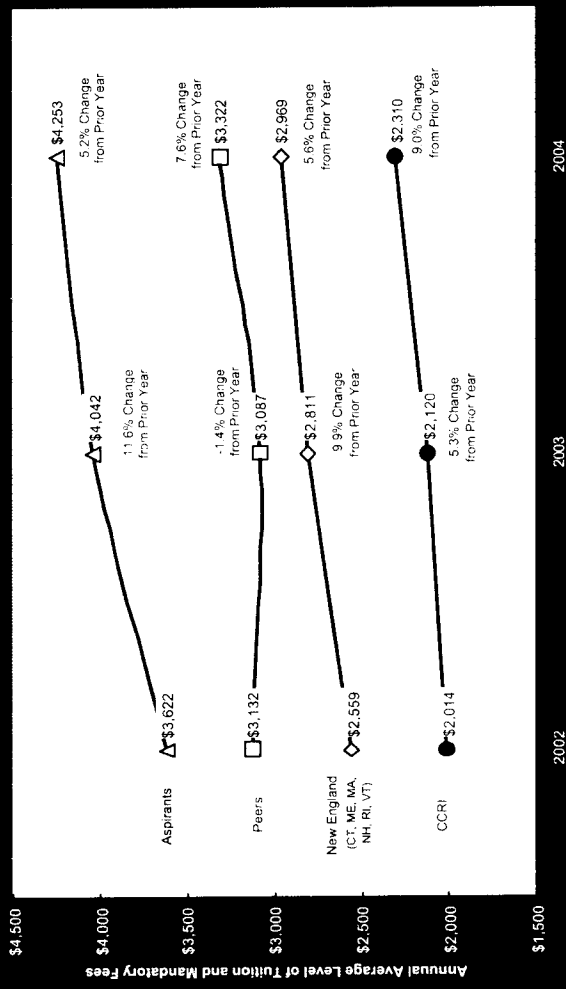 Annual Average Level of Tuition and Mandatory Fees
$4,500
$4,000
$3,500
$3,000
$2,500
$2,000
$1,500
Aspirants
$3,622
$4,042
11.6% Change
from Prior Year
$4,253
5.2% Change
from Prior Year
Peers
$3,132
-1.4% Change
from Prior Year
$3,087
7.6% Change
from Prior Year
$3,322
New England
(CT, ME, MA,
NH, RI, VT)
$2,559
$2,811
9.9% Change
from Prior Year
$2,969
5.6% Change
from Prior Year
CCRI
$2,014
$2,120
5.3% Change
from Prior Year
$2,310
9.0% Change
from Prior Year
2002
2003
2004